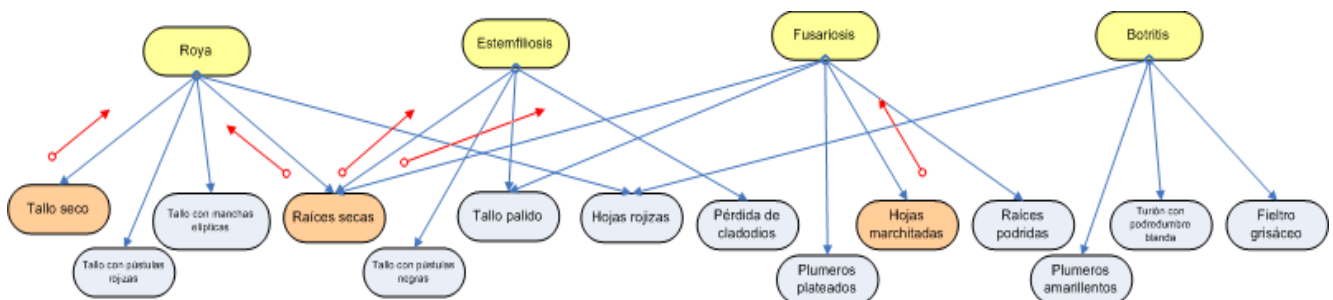 Roya
Estemfiliosis
Fusariosis
Botritis
Tallo seco
Tallo con manchas
elípticas
Raíces secas
Tallo palido
Hojas rojizas
Pérdida de
cladodios
Hojas
marchitadas
Raíces
podridas
Turión con
podredumbre
blanda
Fieltro
grisáceo
Tallo con pústulas
rojizas
Tallo con pústulas
negras
Plumeros
plateados
Plumeros
amarillentos